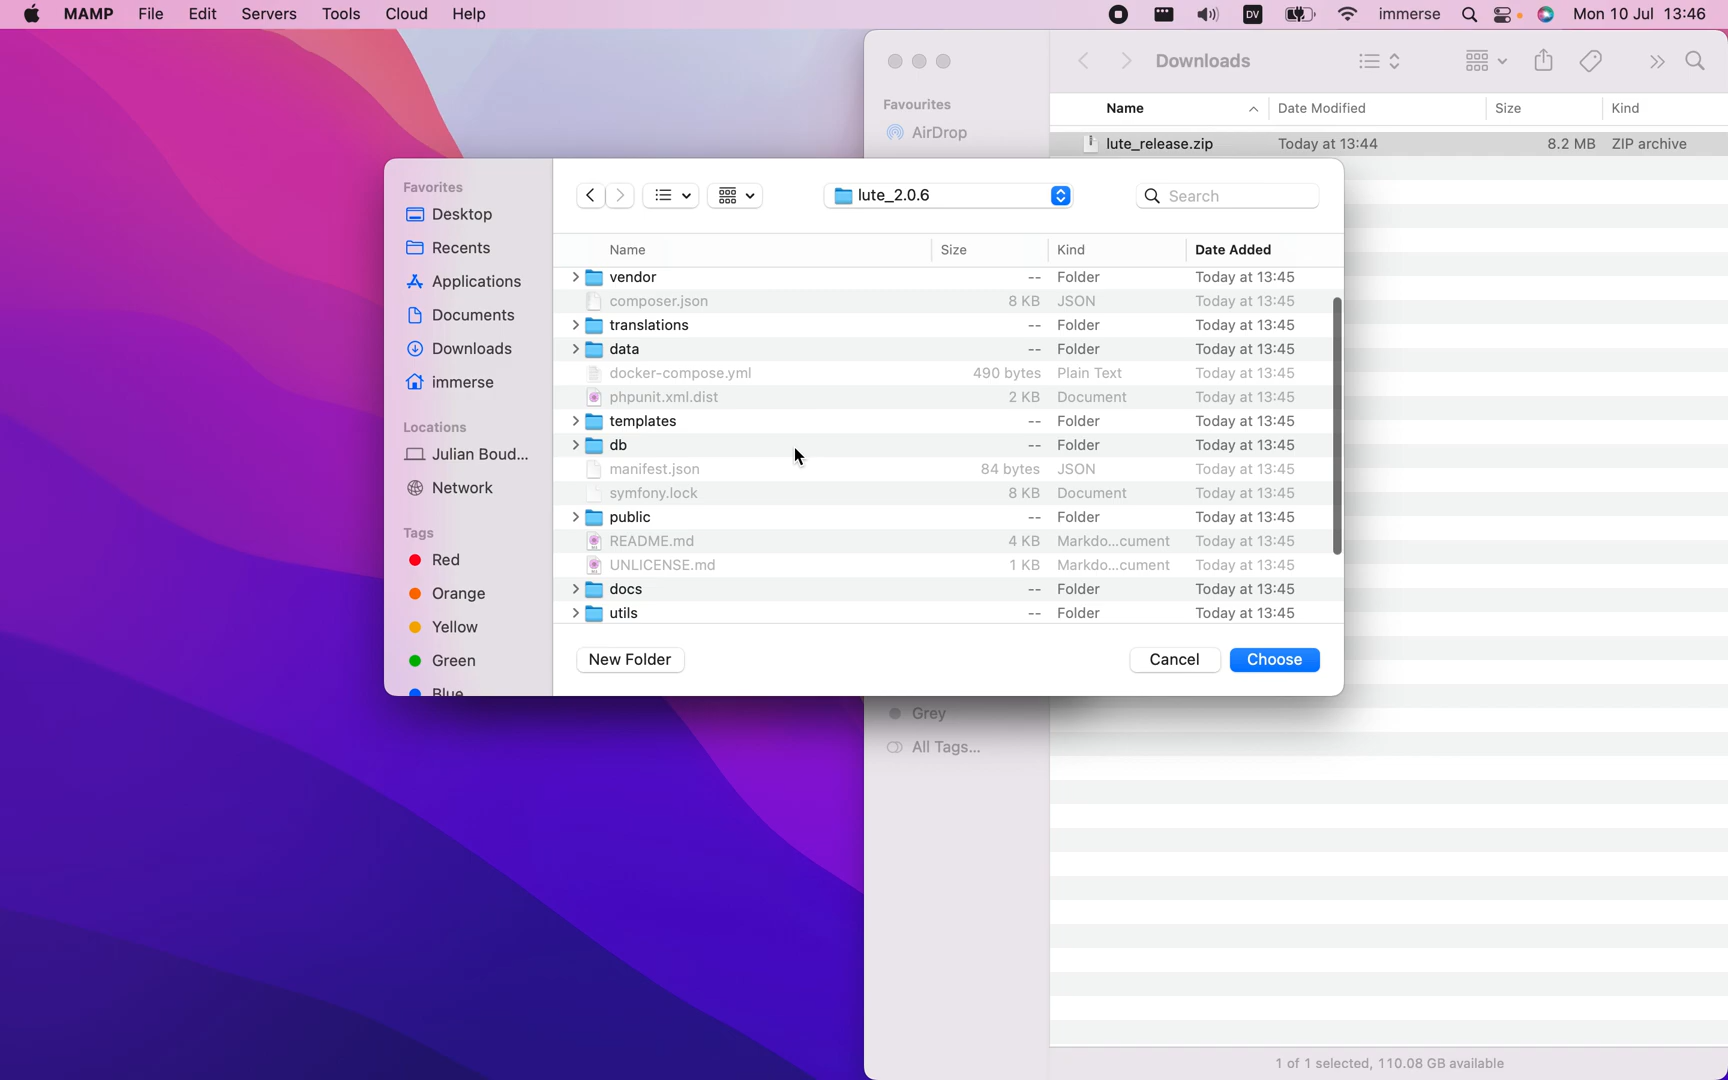 MAMP File Edit Servers Tools Cloud Help DV immerse Mon 10 Jul 13:46
Downloads
Favourites
AirDrop
Name Date Modified Size Kind
lute_release.zip Today at 13:44 8.2 MB ZIP archive
Favorites
Desktop
Recents
Applications
Documents
Downloads
immerse
Locations
Julian Boud...
Network
Tags
Red
Orange
Yellow
Green
Blue
lute_2.0.6
Search
Name Size Kind Date Added
vendor -- Folder Today at 13:45
composer.json 8 KB JSON Today at 13:45
translations -- Folder Today at 13:45
data -- Folder Today at 13:45
docker-compose.yml 490 bytes Plain Text Today at 13:45
phpunit.xml.dist 2 KB Document Today at 13:45
templates -- Folder Today at 13:45
db -- Folder Today at 13:45
manifest.json 84 bytes JSON Today at 13:45
symfony.lock 8 KB Document Today at 13:45
public -- Folder Today at 13:45
README.md 4 KB Markdo...cument Today at 13:45
UNLICENSE.md 1 KB Markdo...cument Today at 13:45
docs -- Folder Today at 13:45
utils -- Folder Today at 13:45
New Folder Cancel Choose
Grey
All Tags...
1 of 1 selected, 110.08 GB available